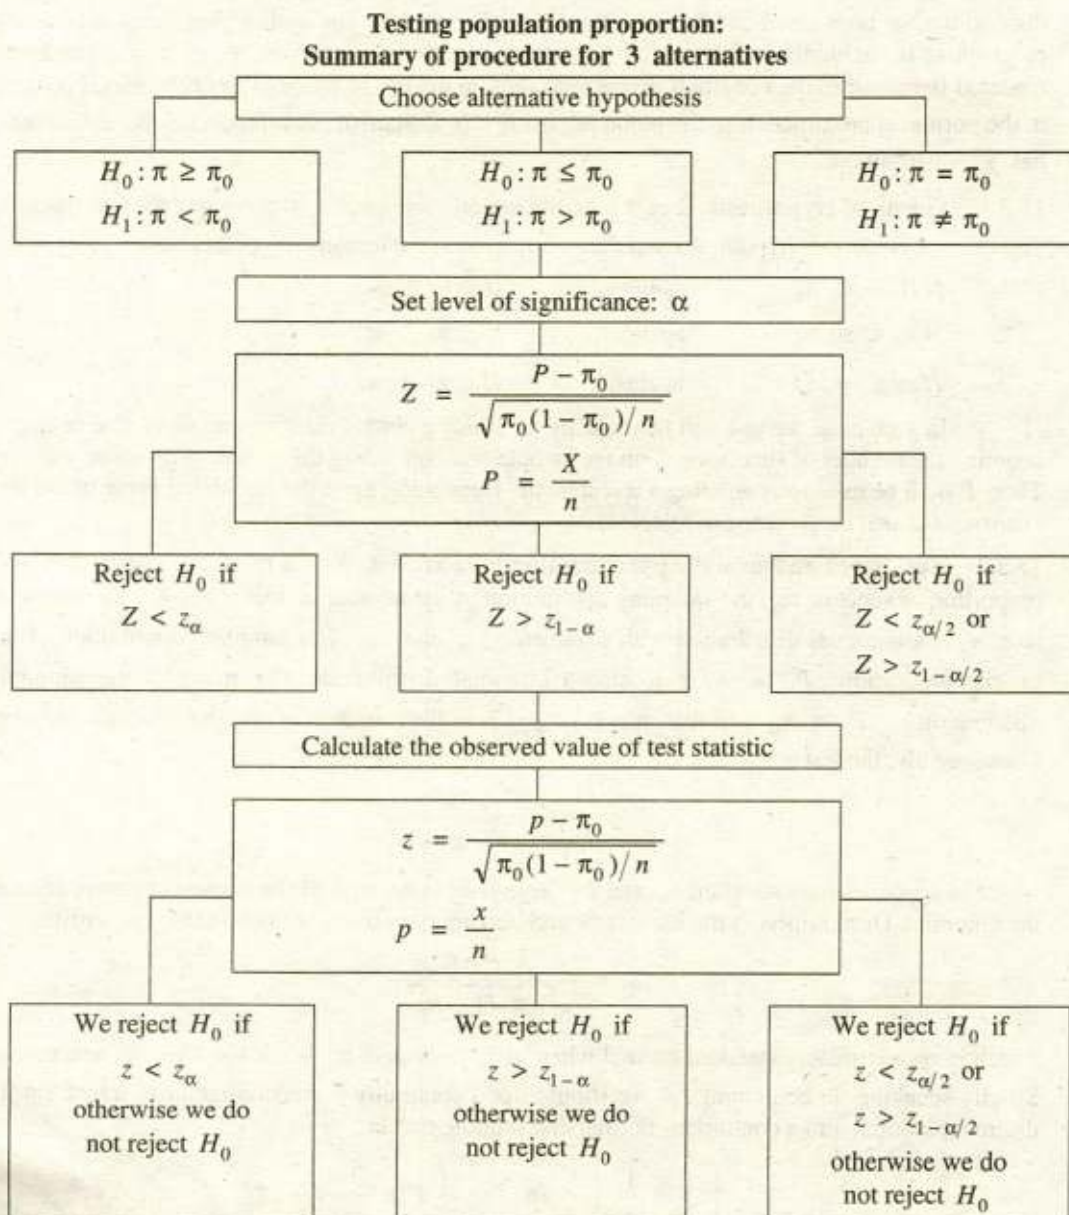 Testing population proportion:
Summary of procedure for 3 alternatives
Choose alternative hypothesis
H₀ : π ≥ π₀
H₁ : π < π₀
H₀ : π ≤ π₀
H₁ : π > π₀
H₀ : π = π₀
H₁ : π ≠ π₀
Set level of significance: α
Z = (P − π₀) / √(π₀(1 − π₀)/n)
P = X/n
Reject H₀ if
Z < z_α
Reject H₀ if
Z > z_{1−α}
Reject H₀ if
Z < z_{α/2} or
Z > z_{1−α/2}
Calculate the observed value of test statistic
z = (p − π₀) / √(π₀(1 − π₀)/n)
p = x/n
We reject H₀ if
z < z_α
otherwise we do
not reject H₀
We reject H₀ if
z > z_{1−α}
otherwise we do
not reject H₀
We reject H₀ if
z < z_{α/2} or
z > z_{1−α/2}
otherwise we do
not reject H₀